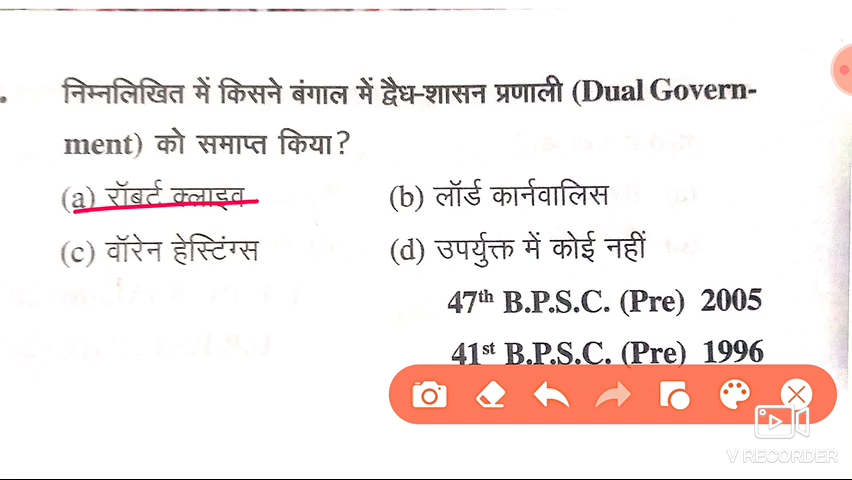 निम्नलिखित में किसने बंगाल में द्वैध-शासन प्रणाली (Dual Govern-
ment) को समाप्त किया?
(a) रॉबर्ट क्लाइव (b) लॉर्ड कार्नवालिस
(c) वॉरेन हेस्टिंग्स (d) उपर्युक्त में कोई नहीं
47th B.P.S.C. (Pre) 2005
41st B.P.S.C. (Pre) 1996
V RECORDER